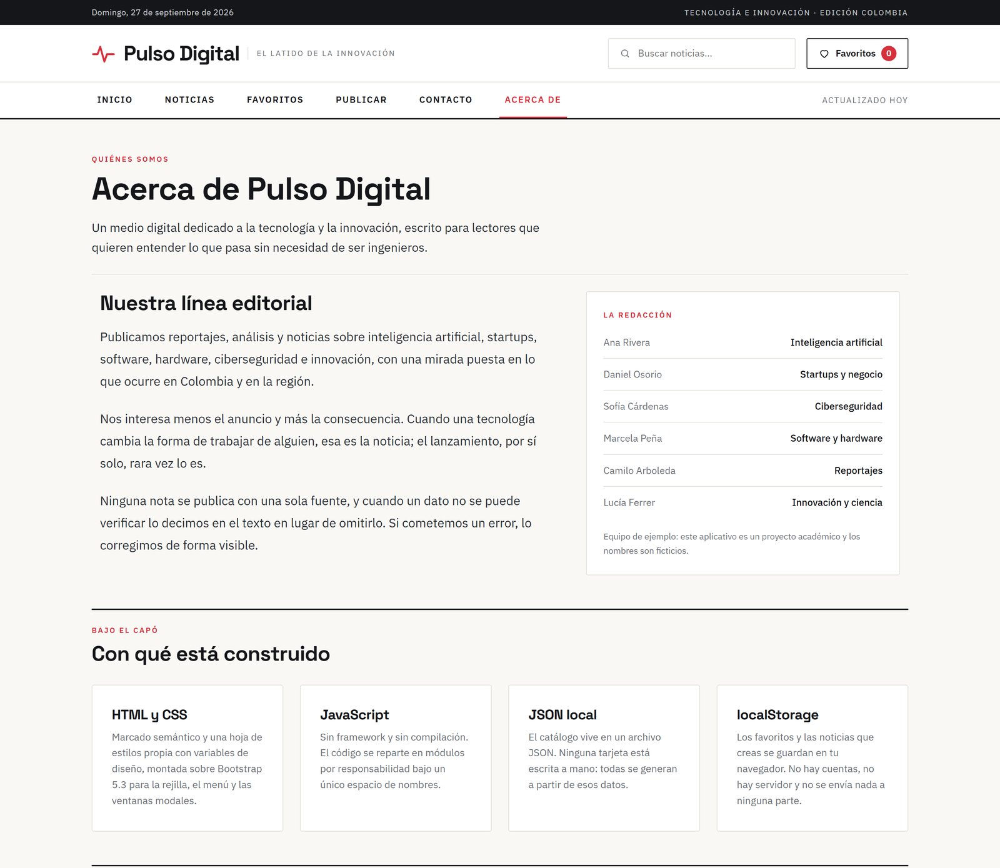 Domingo, 27 de septiembre de 2026
TECNOLOGÍA E INNOVACIÓN · EDICIÓN COLOMBIA
Pulso Digital
EL LATIDO DE LA INNOVACIÓN
Buscar noticias...
Favoritos 0
INICIO
NOTICIAS
FAVORITOS
PUBLICAR
CONTACTO
ACERCA DE
ACTUALIZADO HOY
QUIÉNES SOMOS
Acerca de Pulso Digital
Un medio digital dedicado a la tecnología y la innovación, escrito para lectores que
quieren entender lo que pasa sin necesidad de ser ingenieros.
Nuestra línea editorial
Publicamos reportajes, análisis y noticias sobre inteligencia artificial, startups,
software, hardware, ciberseguridad e innovación, con una mirada puesta en lo
que ocurre en Colombia y en la región.
Nos interesa menos el anuncio y más la consecuencia. Cuando una tecnología
cambia la forma de trabajar de alguien, esa es la noticia; el lanzamiento, por sí
solo, rara vez lo es.
Ninguna nota se publica con una sola fuente, y cuando un dato no se puede
verificar lo decimos en el texto en lugar de omitirlo. Si cometemos un error, lo
corregimos de forma visible.
LA REDACCIÓN
Ana Rivera Inteligencia artificial
Daniel Osorio Startups y negocio
Sofía Cárdenas Ciberseguridad
Marcela Peña Software y hardware
Camilo Arboleda Reportajes
Lucía Ferrer Innovación y ciencia
Equipo de ejemplo: este aplicativo es un proyecto académico y los
nombres son ficticios.
BAJO EL CAPÓ
Con qué está construido
HTML y CSS
Marcado semántico y una hoja de
estilos propia con variables de
diseño, montada sobre Bootstrap
5.3 para la rejilla, el menú y las
ventanas modales.
JavaScript
Sin framework y sin compilación.
El código se reparte en módulos
por responsabilidad bajo un
único espacio de nombres.
JSON local
El catálogo vive en un archivo
JSON. Ninguna tarjeta está
escrita a mano: todas se generan
a partir de esos datos.
localStorage
Los favoritos y las noticias que
creas se guardan en tu
navegador. No hay cuentas, no
hay servidor y no se envía nada a
ninguna parte.